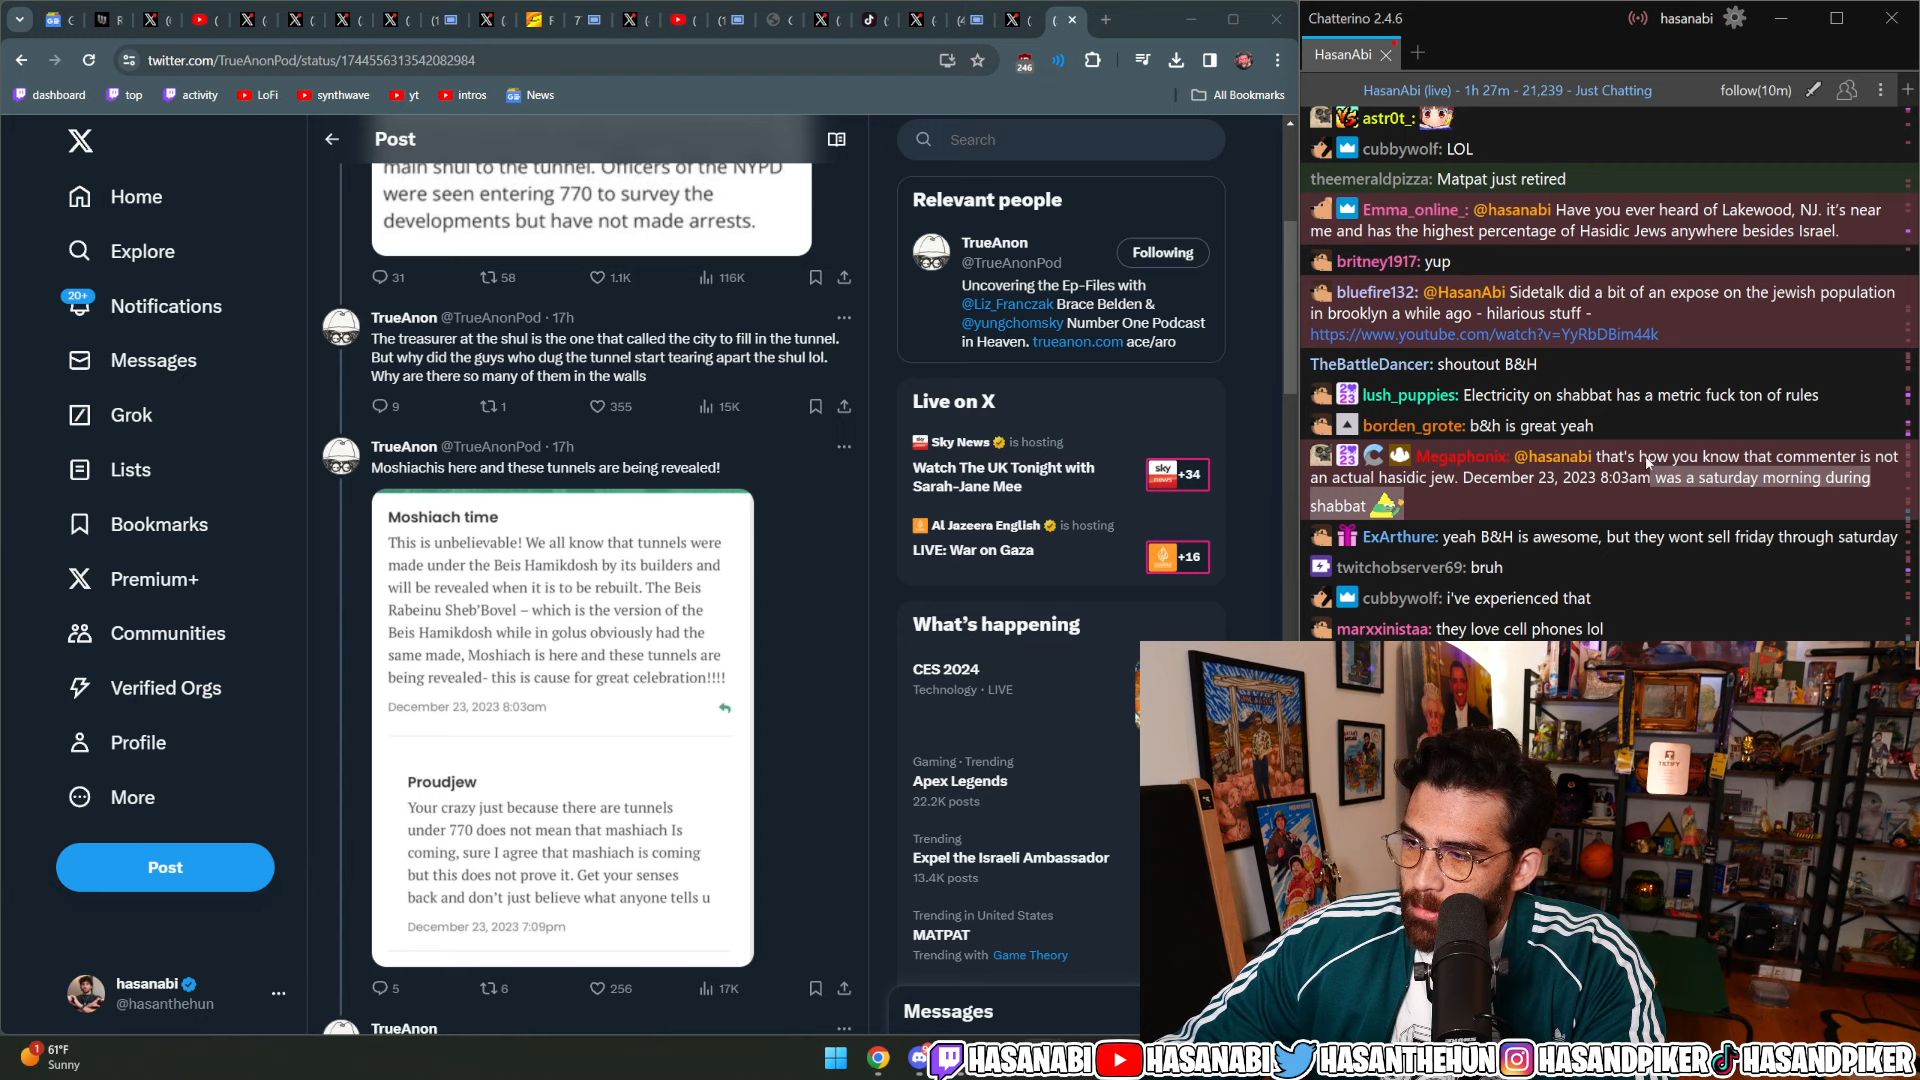 twitter.com/TrueAnonPod/status/1744556313542082984
246
dashboard
top
activity
LoFi
synthwave
yt
intros
News
All Bookmarks
Home
Explore
20+
Notifications
Messages
Grok
Lists
Bookmarks
Premium+
Communities
Verified Orgs
Profile
More
Post
hasanabi
@hasanthehun
Post
main shul to the tunnel. Officers of the NYPD
were seen entering 770 to survey the
developments but have not made arrests.
31
58
1.1K
116K
TrueAnon @TrueAnonPod · 17h
The treasurer at the shul is the one that called the city to fill in the tunnel.
But why did the guys who dug the tunnel start tearing apart the shul lol.
Why are there so many of them in the walls
9
1
355
15K
TrueAnon @TrueAnonPod · 17h
Moshiachis here and these tunnels are being revealed!
Moshiach time
This is unbelievable! We all know that tunnels were
made under the Beis Hamikdosh by its builders and
will be revealed when it is to be rebuilt. The Beis
Rabeinu Sheb'Bovel – which is the version of the
Beis Hamikdosh while in golus obviously had the
same made, Moshiach is here and these tunnels are
being revealed- this is cause for great celebration!!!!
December 23, 2023 8:03am
Proudjew
Your crazy just because there are tunnels
under 770 does not mean that mashiach Is
coming, sure I agree that mashiach is coming
but this does not prove it. Get your senses
back and don't just believe what anyone tells u
December 23, 2023 7:09pm
5
6
256
17K
TrueAnon
Search
Relevant people
TrueAnon
@TrueAnonPod
Following
Uncovering the Ep-Files with
@Liz_Franczak Brace Belden &
@yungchomsky Number One Podcast
in Heaven. trueanon.com ace/aro
Live on X
Sky News is hosting
Watch The UK Tonight with
Sarah-Jane Mee
sky news
+34
Al Jazeera English is hosting
LIVE: War on Gaza
+16
What's happening
CES 2024
Technology · LIVE
Gaming · Trending
Apex Legends
22.2K posts
Trending
Expel the Israeli Ambassador
13.4K posts
Trending in United States
MATPAT
Trending with Game Theory
Messages
Chatterino 2.4.6
hasanabi
HasanAbi
HasanAbi (live) - 1h 27m - 21,239 - Just Chatting
follow(10m)
astr0t_:
cubbywolf: LOL
theemeraldpizza: Matpat just retired
Emma_online_: @hasanabi Have you ever heard of Lakewood, NJ. it's near
me and has the highest percentage of Hasidic Jews anywhere besides Israel.
britney1917: yup
bluefire132: @HasanAbi Sidetalk did a bit of an expose on the jewish population
in brooklyn a while ago - hilarious stuff -
https://www.youtube.com/watch?v=YyRbDBim44k
TheBattleDancer: shoutout B&H
lush_puppies: Electricity on shabbat has a metric fuck ton of rules
borden_grote: b&h is great yeah
Megaphonix: @hasanabi that's how you know that commenter is not
an actual hasidic jew. December 23, 2023 8:03am was a saturday morning during
shabbat
ExArthure: yeah B&H is awesome, but they wont sell friday through saturday
twitchobserver69: bruh
cubbywolf: i've experienced that
marxxinistaa: they love cell phones lol
1
61°F
Sunny
HASANABI
HASANABI
HASANTHEHUN
HASANDPIKER
HASANDPIKER